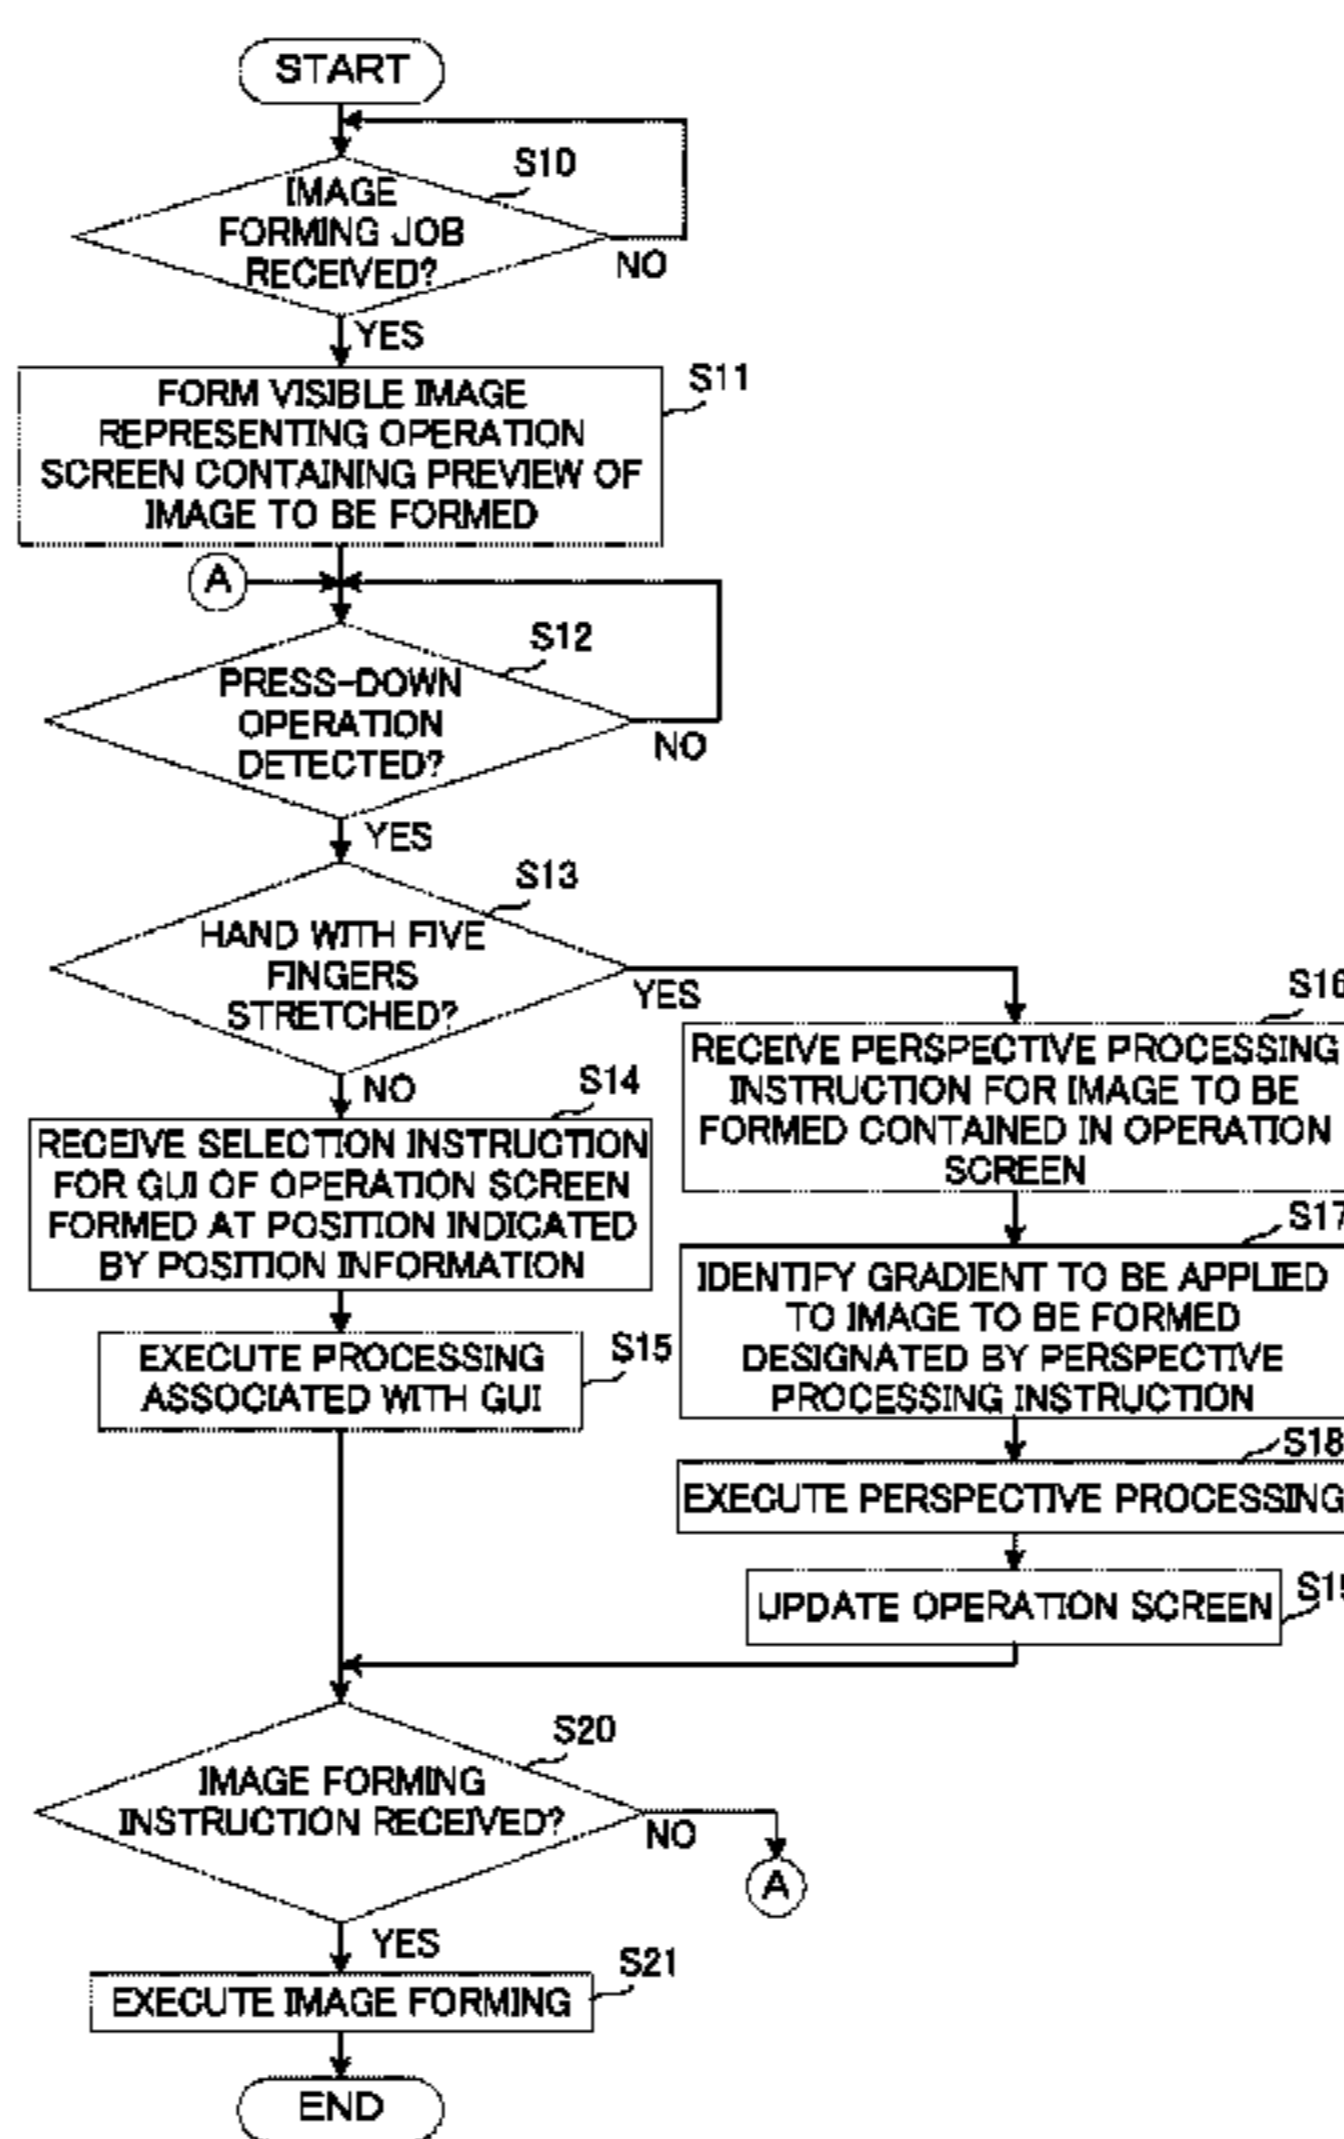 START
S10
IMAGE
FORMING JOB
RECEIVED?
NO
YES
S11
FORM VISIBLE IMAGE
REPRESENTING OPERATION
SCREEN CONTAINING PREVIEW OF
IMAGE TO BE FORMED
A
S12
PRESS-DOWN
OPERATION
DETECTED?
NO
YES
S13
HAND WITH FIVE
FINGERS
STRETCHED?
YES
NO
S14
RECEIVE SELECTION INSTRUCTION
FOR GUI OF OPERATION SCREEN
FORMED AT POSITION INDICATED
BY POSITION INFORMATION
S15
EXECUTE PROCESSING
ASSOCIATED WITH GUI
S16
RECEIVE PERSPECTIVE PROCESSING
INSTRUCTION FOR IMAGE TO BE
FORMED CONTAINED IN OPERATION
SCREEN
S17
IDENTIFY GRADIENT TO BE APPLIED
TO IMAGE TO BE FORMED
DESIGNATED BY PERSPECTIVE
PROCESSING INSTRUCTION
S18
EXECUTE PERSPECTIVE PROCESSING
S19
UPDATE OPERATION SCREEN
S20
IMAGE FORMING
INSTRUCTION RECEIVED?
NO
A
YES
S21
EXECUTE IMAGE FORMING
END